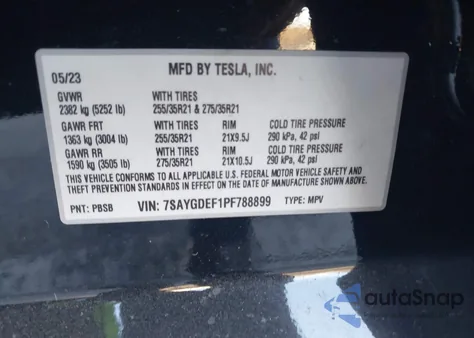 MFD BY TESLA, INC.
05/23
GVWR WITH TIRES
2382 kg (5252 lb) 255/35R21 & 275/35R21
GAWR FRT WITH TIRES RIM COLD TIRE PRESSURE
1363 kg (3004 lb) 255/35R21 21X9.5J 290 kPa, 42 psi
GAWR RR WITH TIRES RIM COLD TIRE PRESSURE
1590 kg (3505 lb) 275/35R21 21X10.5J 290 kPa, 42 psi
THIS VEHICLE CONFORMS TO ALL APPLICABLE U.S. FEDERAL MOTOR VEHICLE SAFETY AND
THEFT PREVENTION STANDARDS IN EFFECT ON THE DATE OF MANUFACTURE SHOWN ABOVE.
PNT: PBSB VIN: 7SAYGDEF1PF788899 TYPE: MPV
autoSnap